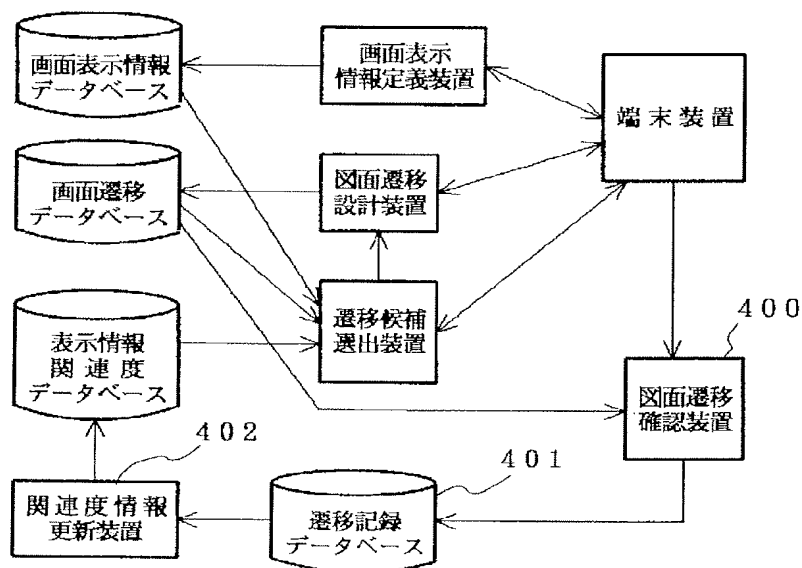 画面表示情報
データベース
画面表示
情報定義装置
端末装置
画面遷移
データベース
図面遷移
設計装置
表示情報
関連度
データベース
遷移候補
選出装置
400
図面遷移
確認装置
402
関連度情報
更新装置
401
遷移記録
データベース